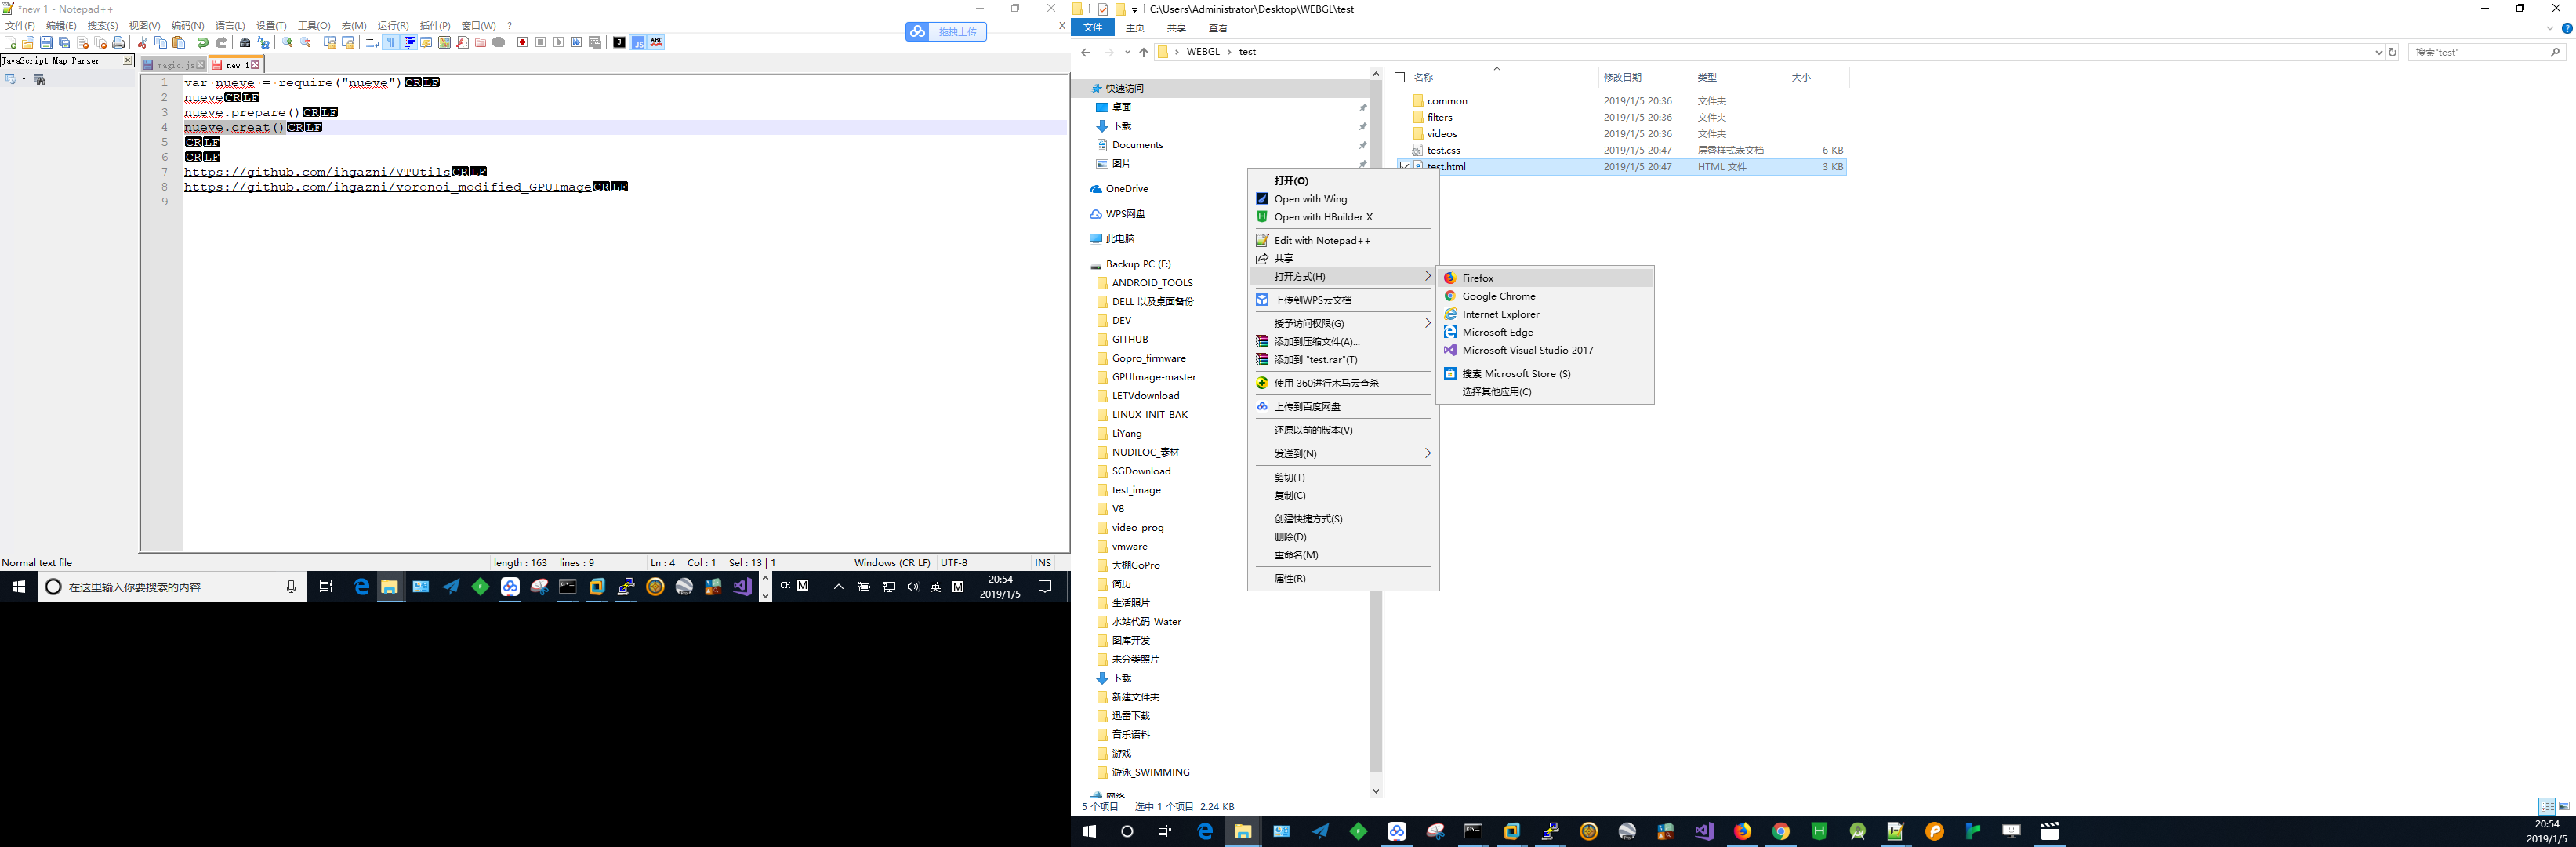 *new 1 - Notepad++
文件(F) 编辑(E) 搜索(S) 视图(V) 编码(N) 语言(L) 设置(T) 工具(O) 宏(M) 运行(R) 插件(P) 窗口(W) ?
X
拖拽上传
JavaScript Map Parser
magic.js
new 1
1 var nueve = require("nueve")CRLF
2 nueveCRLF
3 nueve.prepare()CRLF
4 nueve.creat()CRLF
5 CRLF
6 CRLF
7 https://github.com/ihgazni/VTUtilsCRLF
8 https://github.com/ihgazni/voronoi_modified_GPUImageCRLF
9
Normal text file length : 163 lines : 9 Ln : 4 Col : 1 Sel : 13 | 1 Windows (CR LF) UTF-8 INS
在这里输入你要搜索的内容
CH M
英 M
20:54
2019/1/5
C:\Users\Administrator\Desktop\WEBGL\test
文件 主页 共享 查看
WEBGL › test
搜索"test"
快速访问
桌面
下载
Documents
图片
OneDrive
WPS网盘
此电脑
Backup PC (F:)
ANDROID_TOOLS
DELL 以及桌面备份
DEV
GITHUB
Gopro_firmware
GPUImage-master
LETVdownload
LINUX_INIT_BAK
LiYang
NUDILOC_素材
SGDownload
test_image
V8
video_prog
vmware
大棚GoPro
简历
生活照片
水站代码_Water
图库开发
未分类照片
下载
新建文件夹
迅雷下载
音乐语料
游戏
游泳_SWIMMING
网络
名称 修改日期 类型 大小
common 2019/1/5 20:36 文件夹
filters 2019/1/5 20:36 文件夹
videos 2019/1/5 20:36 文件夹
test.css 2019/1/5 20:47 层叠样式表文档 6 KB
test.html 2019/1/5 20:47 HTML 文件 3 KB
打开(O)
Open with Wing
Open with HBuilder X
Edit with Notepad++
共享
打开方式(H)
上传到WPS云文档
授予访问权限(G)
添加到压缩文件(A)...
添加到 "test.rar"(T)
使用 360进行木马云查杀
上传到百度网盘
还原以前的版本(V)
发送到(N)
剪切(T)
复制(C)
创建快捷方式(S)
删除(D)
重命名(M)
属性(R)
Firefox
Google Chrome
Internet Explorer
Microsoft Edge
Microsoft Visual Studio 2017
搜索 Microsoft Store (S)
选择其他应用(C)
5 个项目 选中 1 个项目 2.24 KB
20:54
2019/1/5